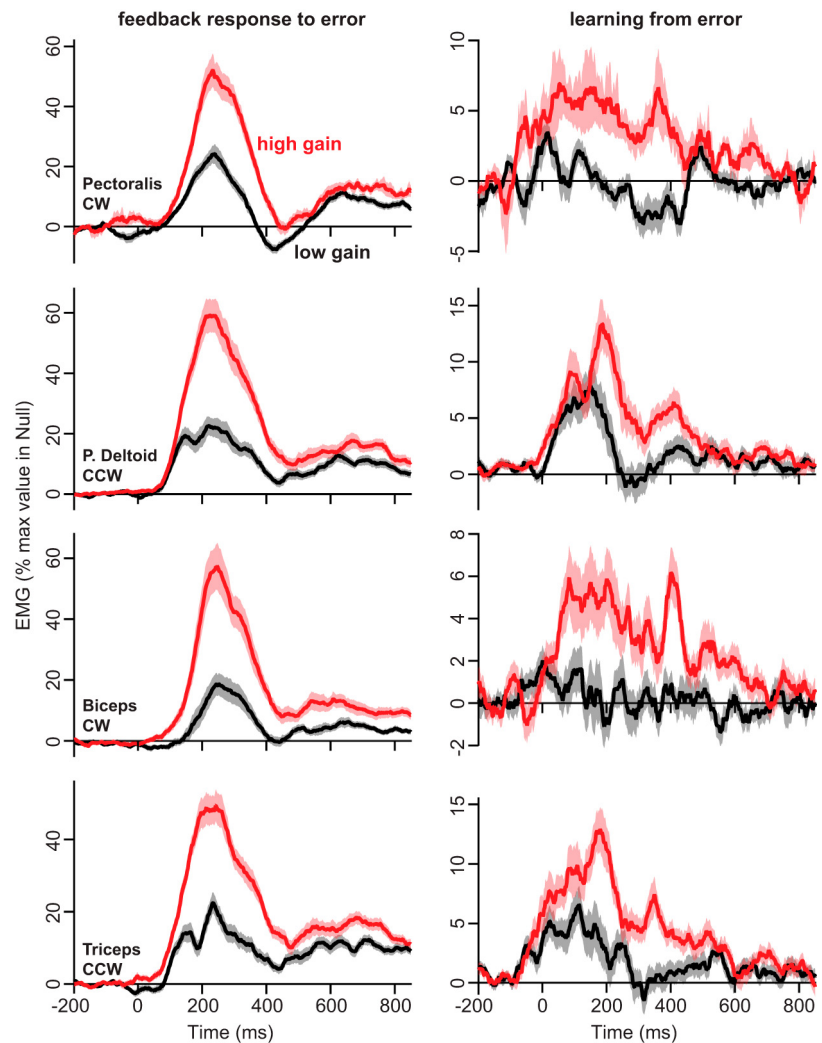 feedback response to error
learning from error
EMG (% max value in Null)
60
40
20
0
high gain
Pectoralis
CW
low gain
10
5
0
-5
60
40
20
0
P. Deltoid
CCW
15
10
5
0
60
40
20
0
Biceps
CW
8
6
4
2
0
-2
40
20
0
Triceps
CCW
-200 0 200 400 600 800
Time (ms)
15
10
5
0
-200 0 200 400 600 800
Time (ms)